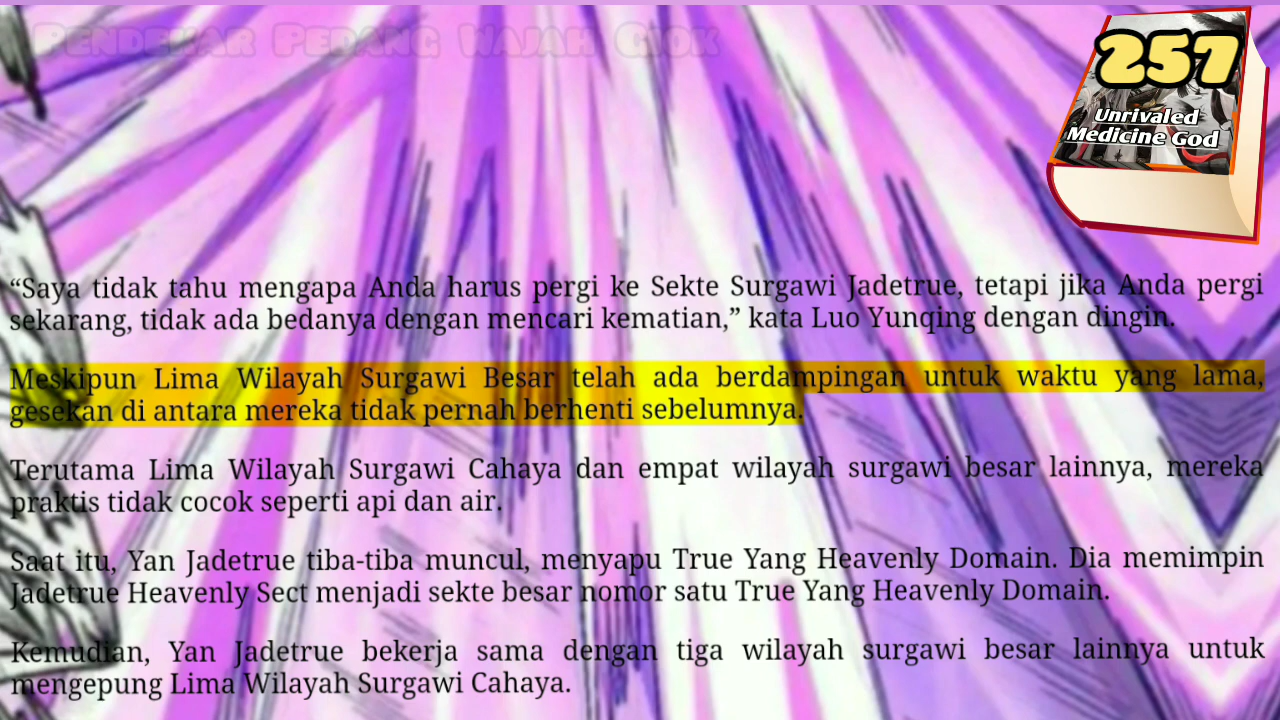 Pendekar Pedang Wajah Giok
257
Unrivaled
Medicine God
“Saya tidak tahu mengapa Anda harus pergi ke Sekte Surgawi Jadetrue, tetapi jika Anda pergi
sekarang, tidak ada bedanya dengan mencari kematian,” kata Luo Yunqing dengan dingin.
Meskipun Lima Wilayah Surgawi Besar telah ada berdampingan untuk waktu yang lama,
gesekan di antara mereka tidak pernah berhenti sebelumnya.
Terutama Lima Wilayah Surgawi Cahaya dan empat wilayah surgawi besar lainnya, mereka
praktis tidak cocok seperti api dan air.
Saat itu, Yan Jadetrue tiba-tiba muncul, menyapu True Yang Heavenly Domain. Dia memimpin
Jadetrue Heavenly Sect menjadi sekte besar nomor satu True Yang Heavenly Domain.
Kemudian, Yan Jadetrue bekerja sama dengan tiga wilayah surgawi besar lainnya untuk
mengepung Lima Wilayah Surgawi Cahaya.